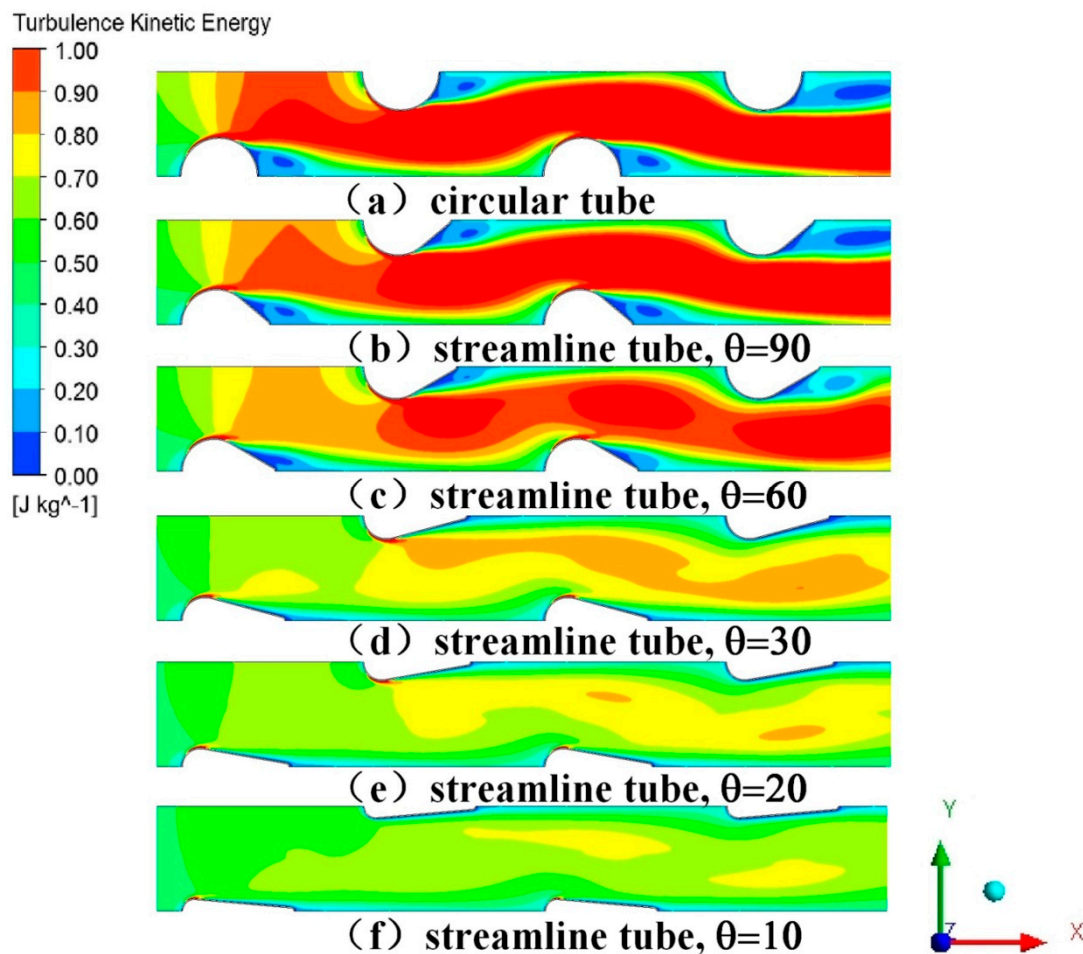 Turbulence Kinetic Energy
1.00
0.90
0.80
0.70
0.60
0.50
0.40
0.30
0.20
0.10
0.00
[J kg^-1]
（a）circular tube
（b）streamline tube, θ=90
（c）streamline tube, θ=60
（d）streamline tube, θ=30
（e）streamline tube, θ=20
（f）streamline tube, θ=10
Y
Z
X